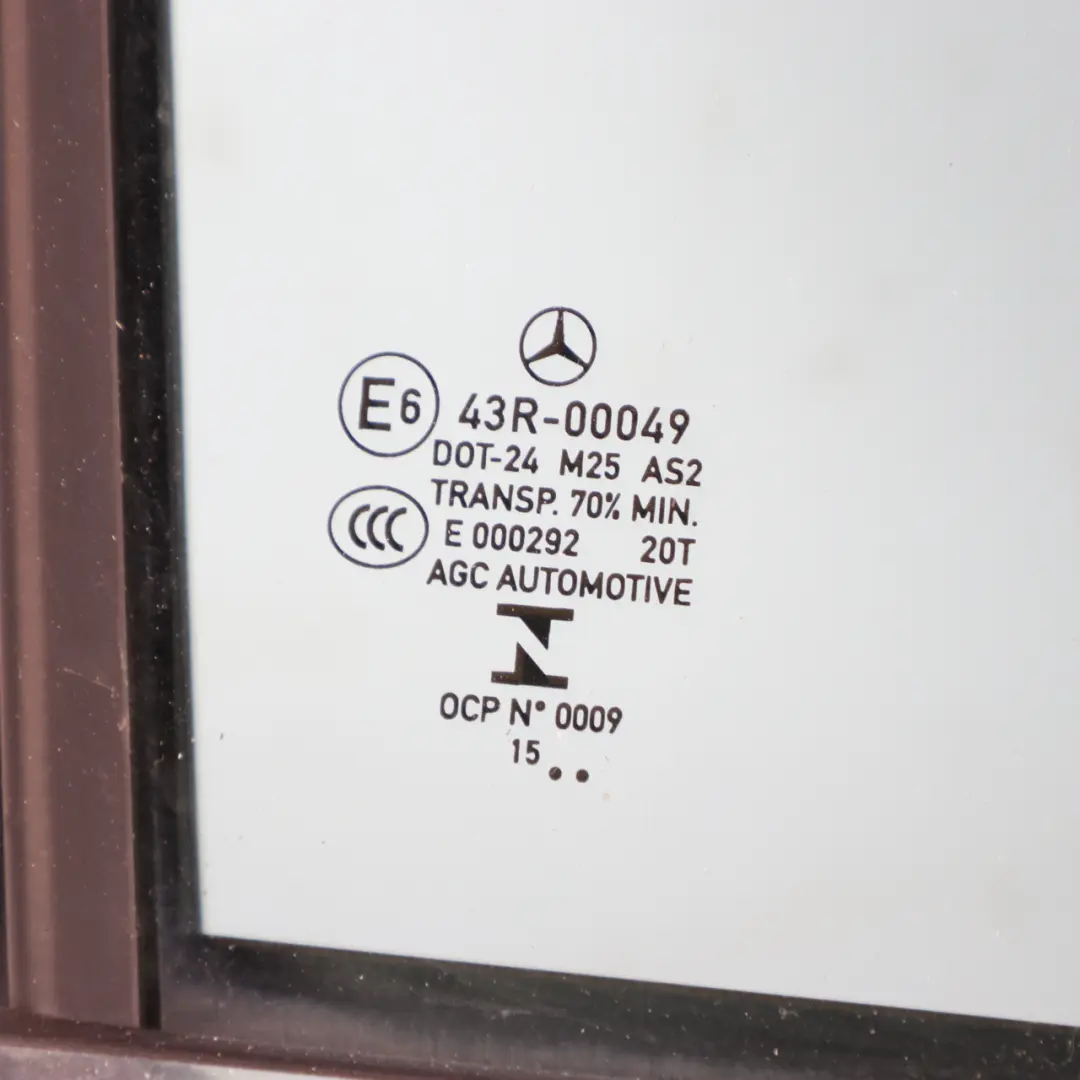 E6 43R-00049
DOT-24 M25 AS2
TRANSP. 70% MIN.
CCC E 000292 20T
AGC AUTOMOTIVE
N
OCP N° 0009
15 ..